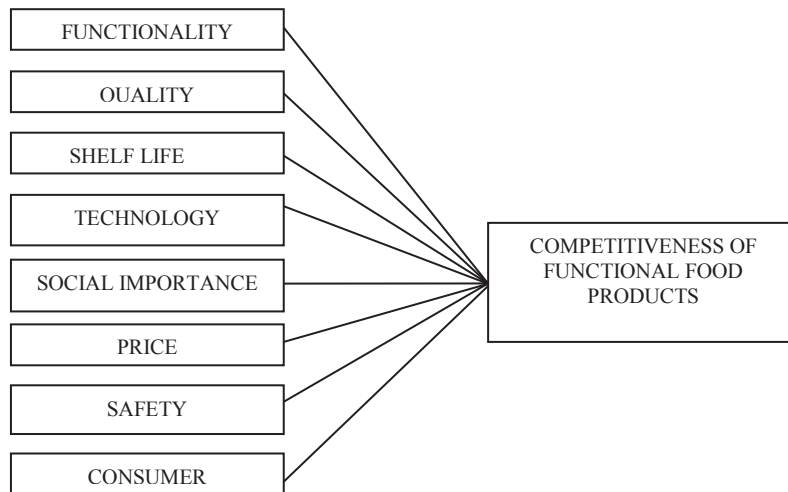 FUNCTIONALITY
OUALITY
SHELF LIFE
TECHNOLOGY
SOCIAL IMPORTANCE
PRICE
SAFETY
CONSUMER
COMPETITIVENESS OF
FUNCTIONAL FOOD
PRODUCTS